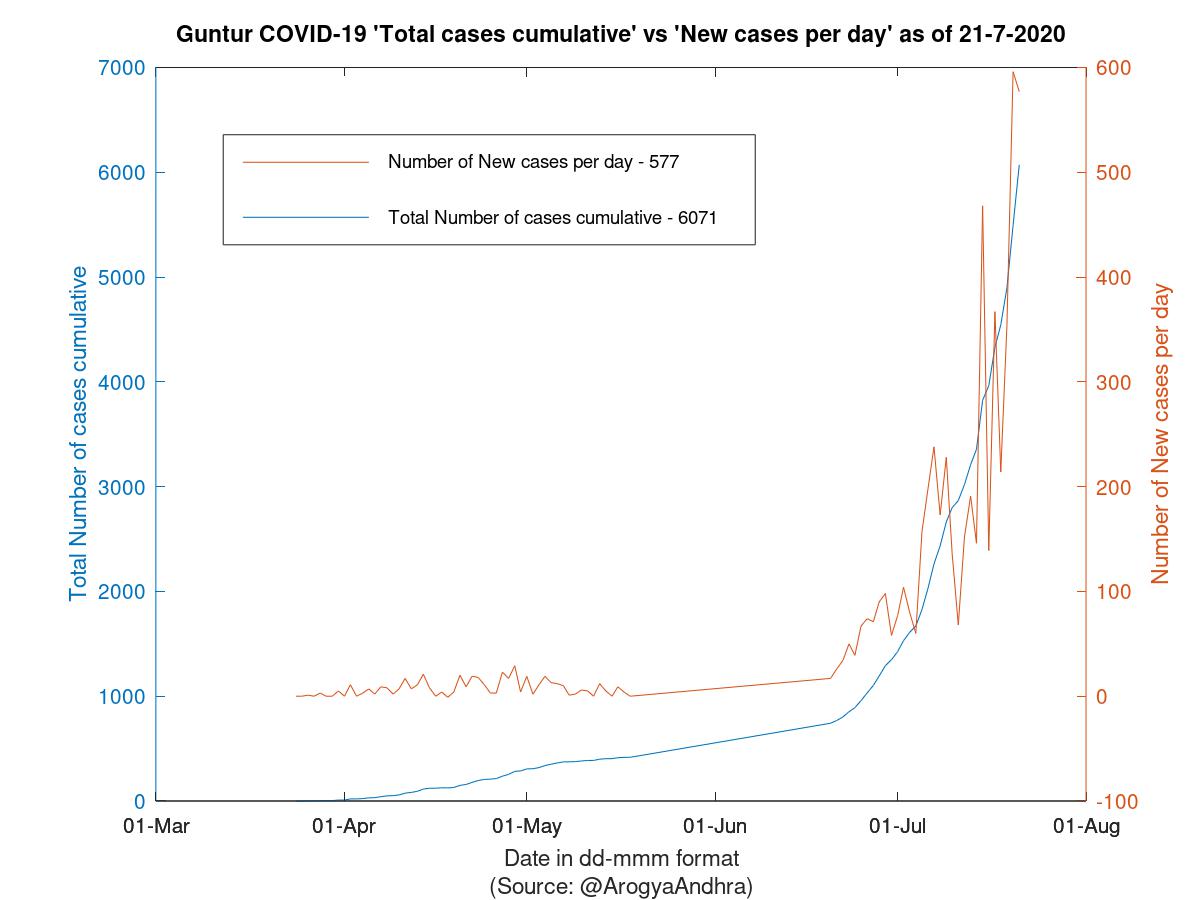 Guntur COVID-19 'Total cases cumulative' vs 'New cases per day' as of 21-7-2020
7000
6000
5000
4000
3000
2000
1000
0
Total Number of cases cumulative
Number of New cases per day - 577
Total Number of cases cumulative - 6071
600
500
400
300
200
100
0
-100
Number of New cases per day
01-Mar 01-Apr 01-May 01-Jun 01-Jul 01-Aug
Date in dd-mmm format
(Source: @ArogyaAndhra)